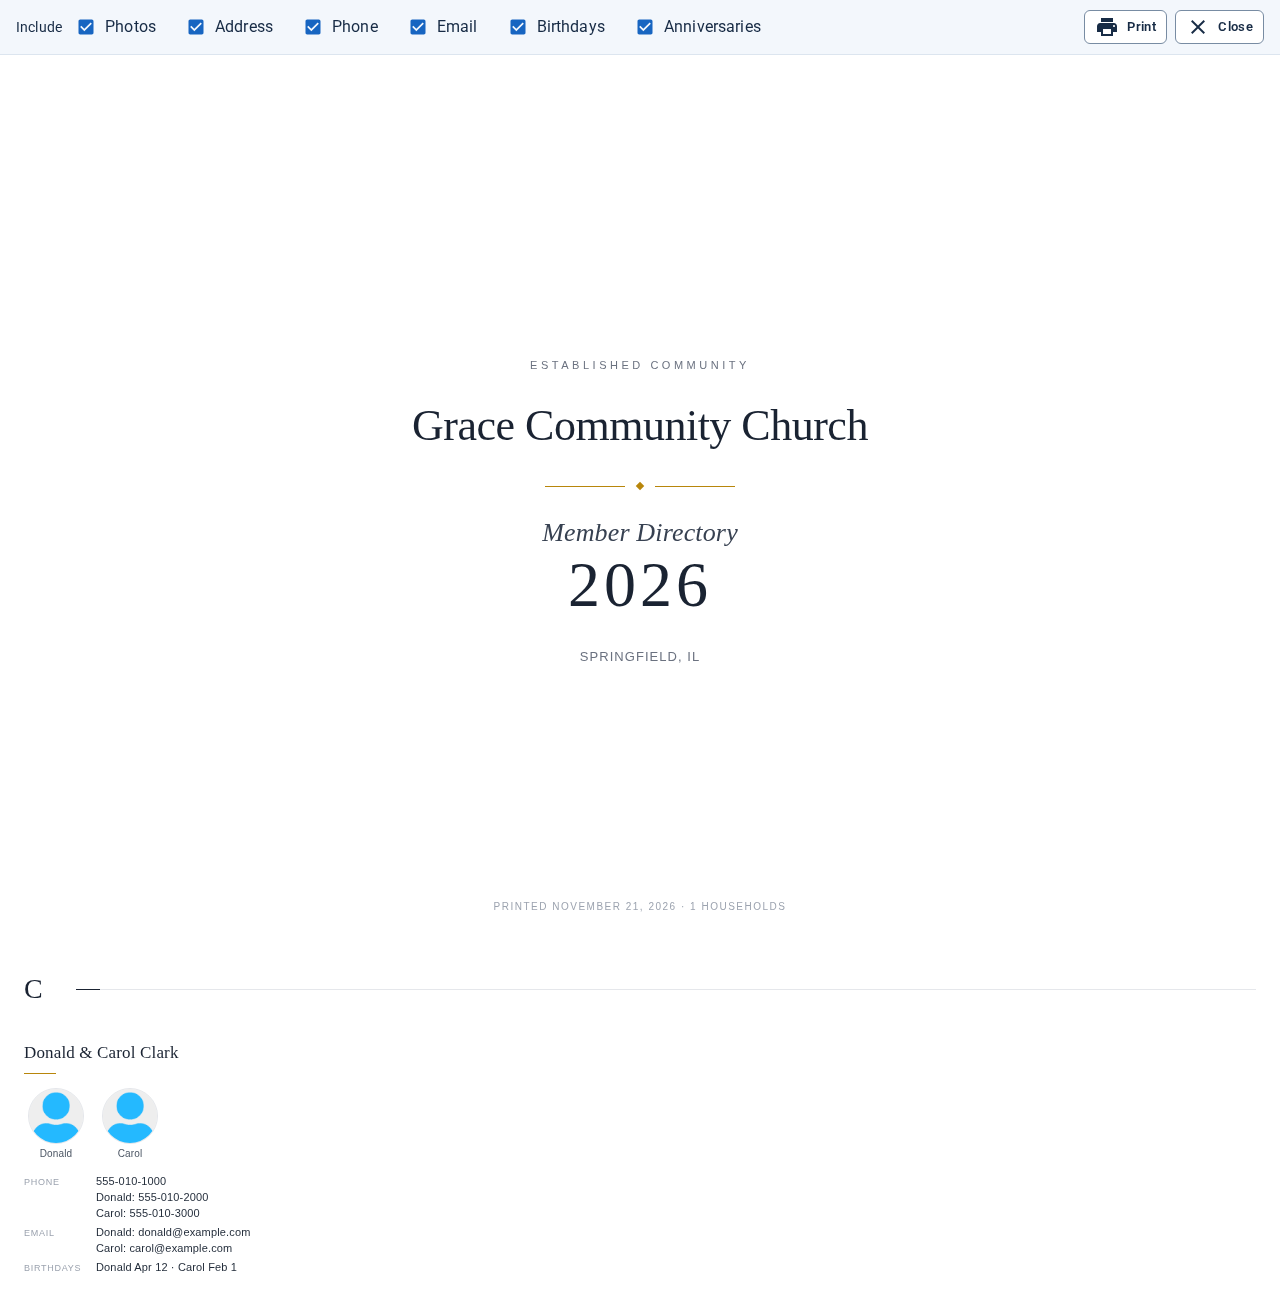 Include Photos Address Phone Email Birthdays Anniversaries Print Close
ESTABLISHED COMMUNITY
Grace Community Church
Member Directory
2026
SPRINGFIELD, IL
PRINTED NOVEMBER 21, 2026 · 1 HOUSEHOLDS
C
Donald & Carol Clark
Donald Carol
PHONE 555-010-1000
Donald: 555-010-2000
Carol: 555-010-3000
EMAIL Donald: donald@example.com
Carol: carol@example.com
BIRTHDAYS Donald Apr 12 · Carol Feb 1